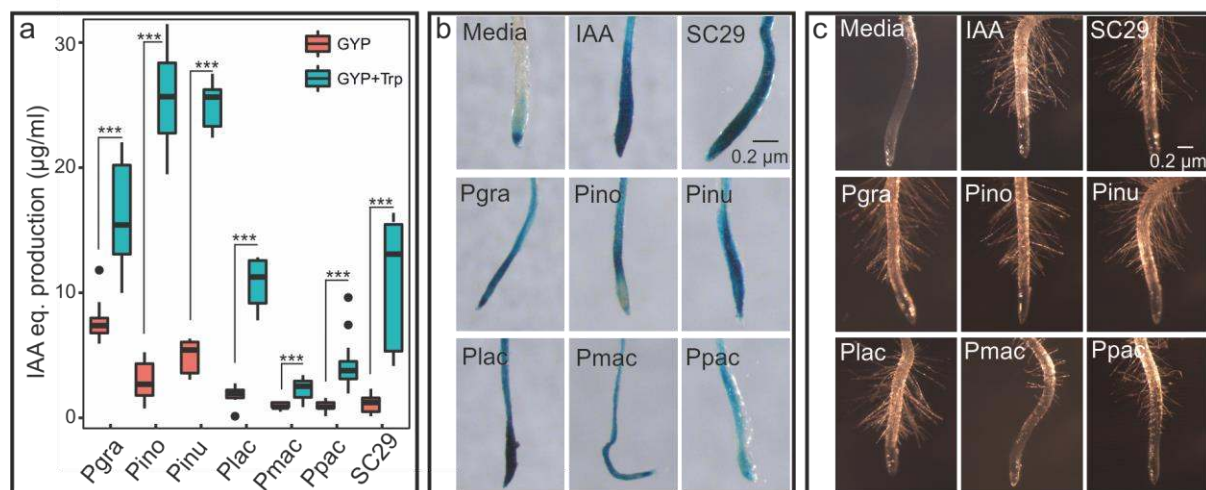 a
IAA eq. production (µg/ml)
30
20
10
0
GYP
GYP+Trp
***
***
***
***
***
***
***
Pgra
Pino
Pinu
Plac
Pmac
Ppac
SC29
b
Media IAA SC29
0.2 µm
Pgra Pino Pinu
Plac Pmac Ppac
c
Media IAA SC29
0.2 µm
Pgra Pino Pinu
Plac Pmac Ppac